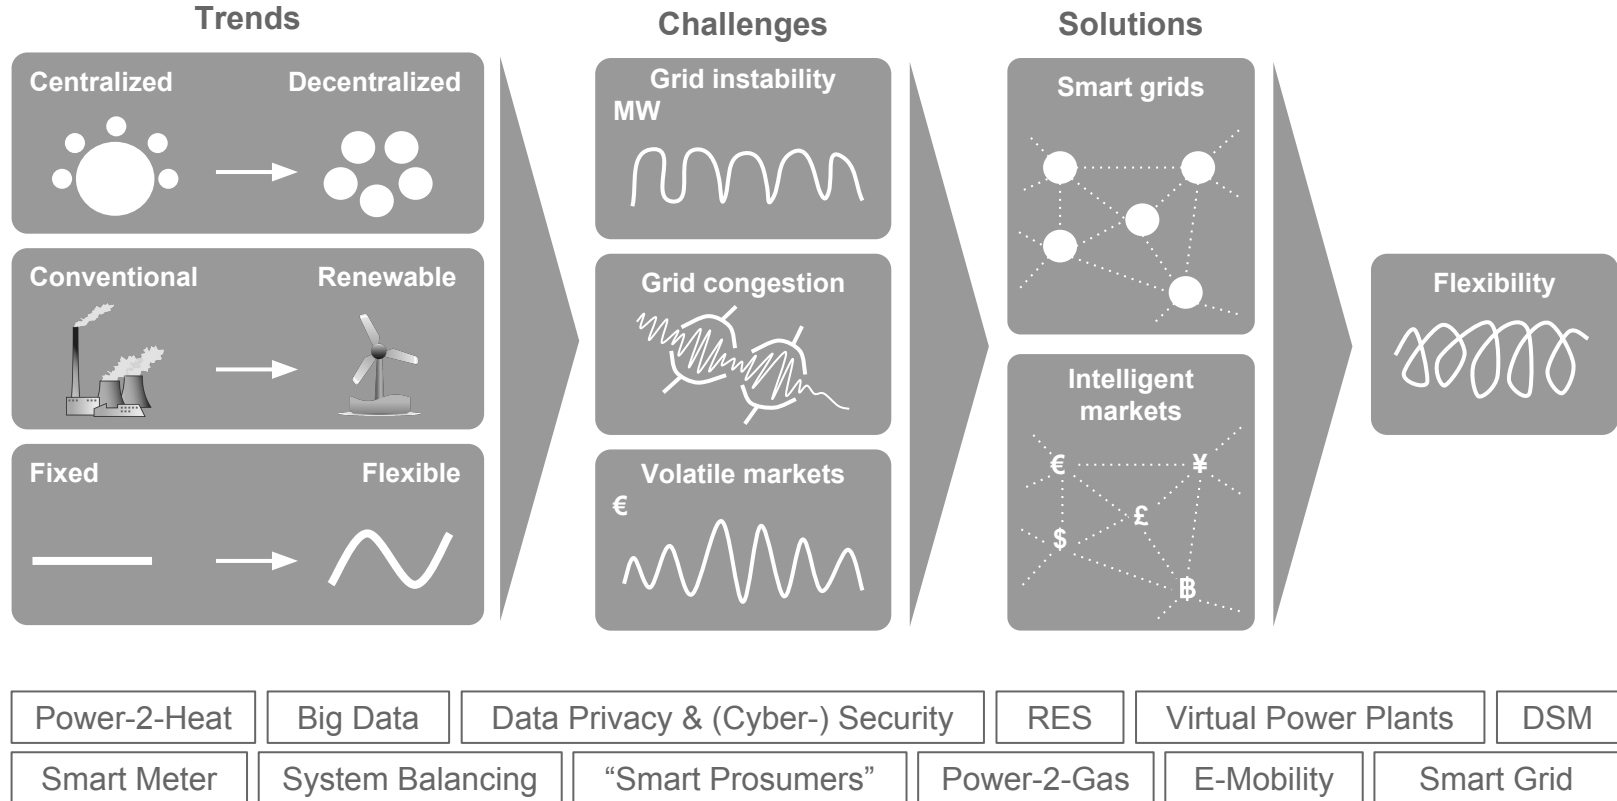 Trends
Challenges
Solutions
Centralized
Decentralized
Conventional
Renewable
Fixed
Flexible
Grid instability
MW
Grid congestion
Volatile markets
€
Smart grids
Intelligent
markets
€
¥
£
$
฿
Flexibility
Power-2-Heat
Big Data
Data Privacy & (Cyber-) Security
RES
Virtual Power Plants
DSM
Smart Meter
System Balancing
“Smart Prosumers”
Power-2-Gas
E-Mobility
Smart Grid